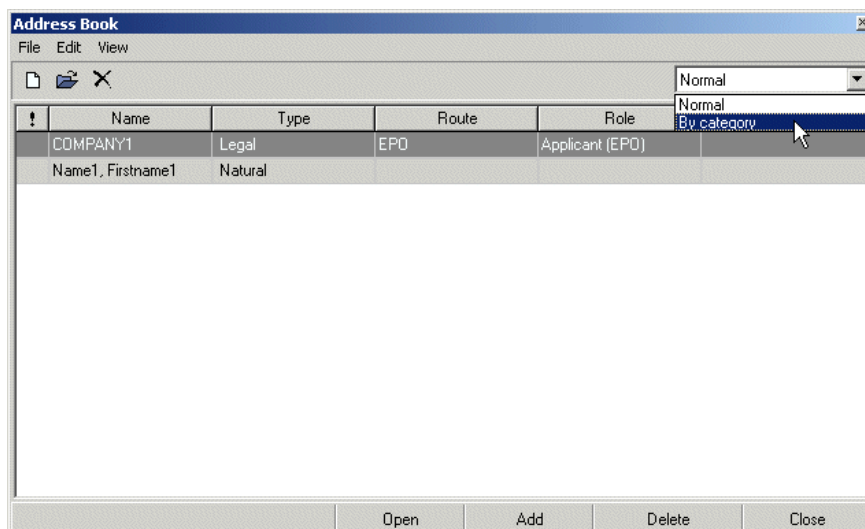 Address Book
File Edit View
Normal
Normal
By category
! Name Type Route Role
COMPANY1 Legal EPO Applicant (EPO)
Name1, Firstname1 Natural
Open Add Delete Close